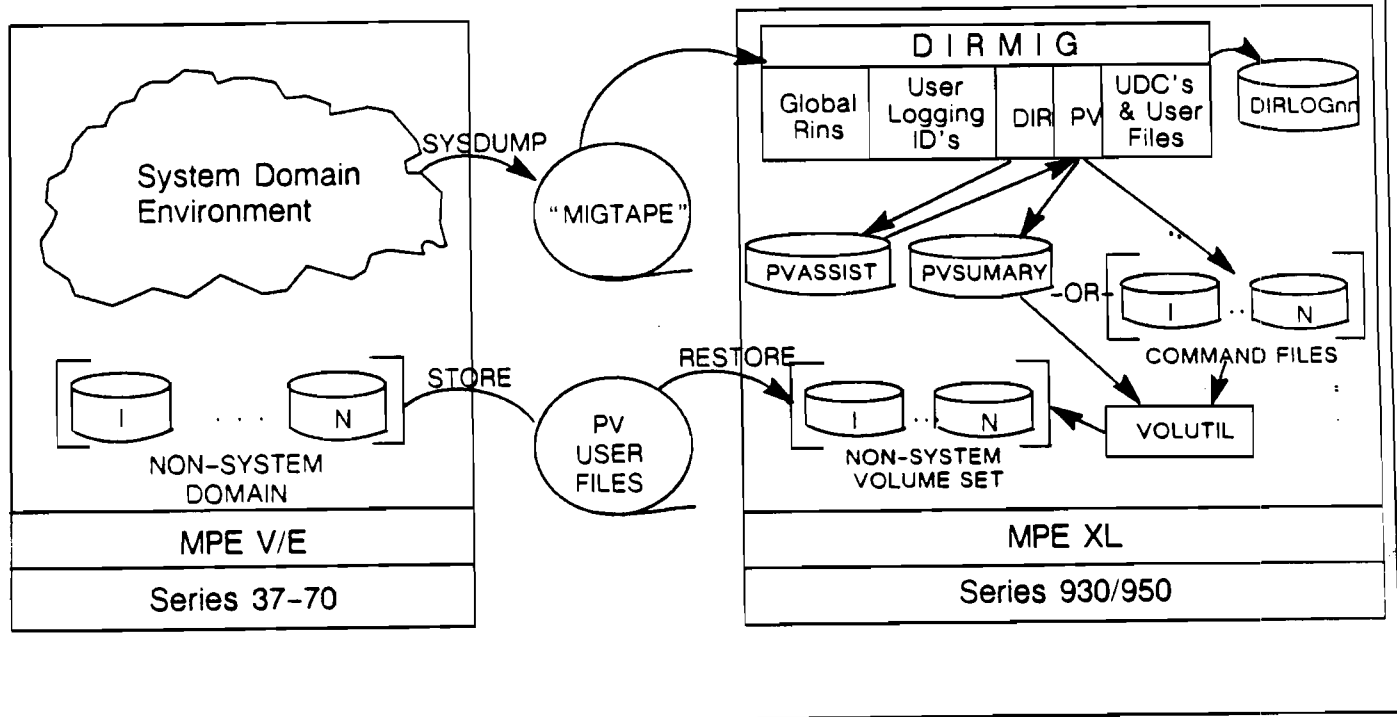 System Domain
Environment
SYSDUMP
"MIGTAPE"
DIRMIG
Global
Rins
User
Logging
ID's
DIR
PV
UDC's
& User
Files
DIRLOGnn
PVASSIST
PVSUMARY
-OR-
I .. N
COMMAND FILES
I . . . . N
NON-SYSTEM
DOMAIN
STORE
PV
USER
FILES
RESTORE
I ... N
NON-SYSTEM
VOLUME SET
VOLUTIL
MPE V/E
Series 37-70
MPE XL
Series 930/950